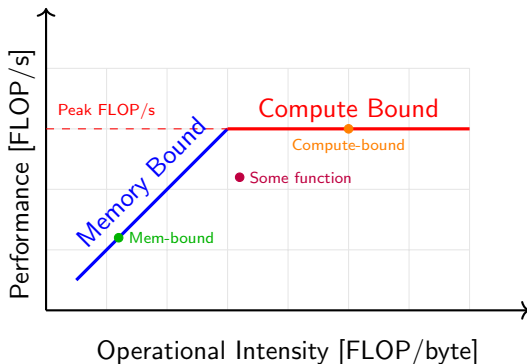 Performance [FLOP/s]
Peak FLOP/s
Compute Bound
Memory Bound
Compute-bound
Some function
Mem-bound
Operational Intensity [FLOP/byte]